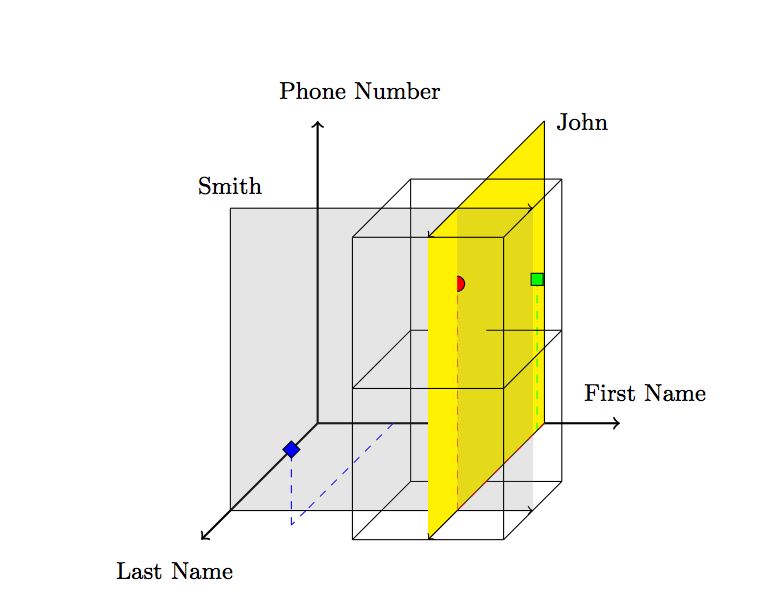 Phone Number
John
Smith
First Name
Last Name